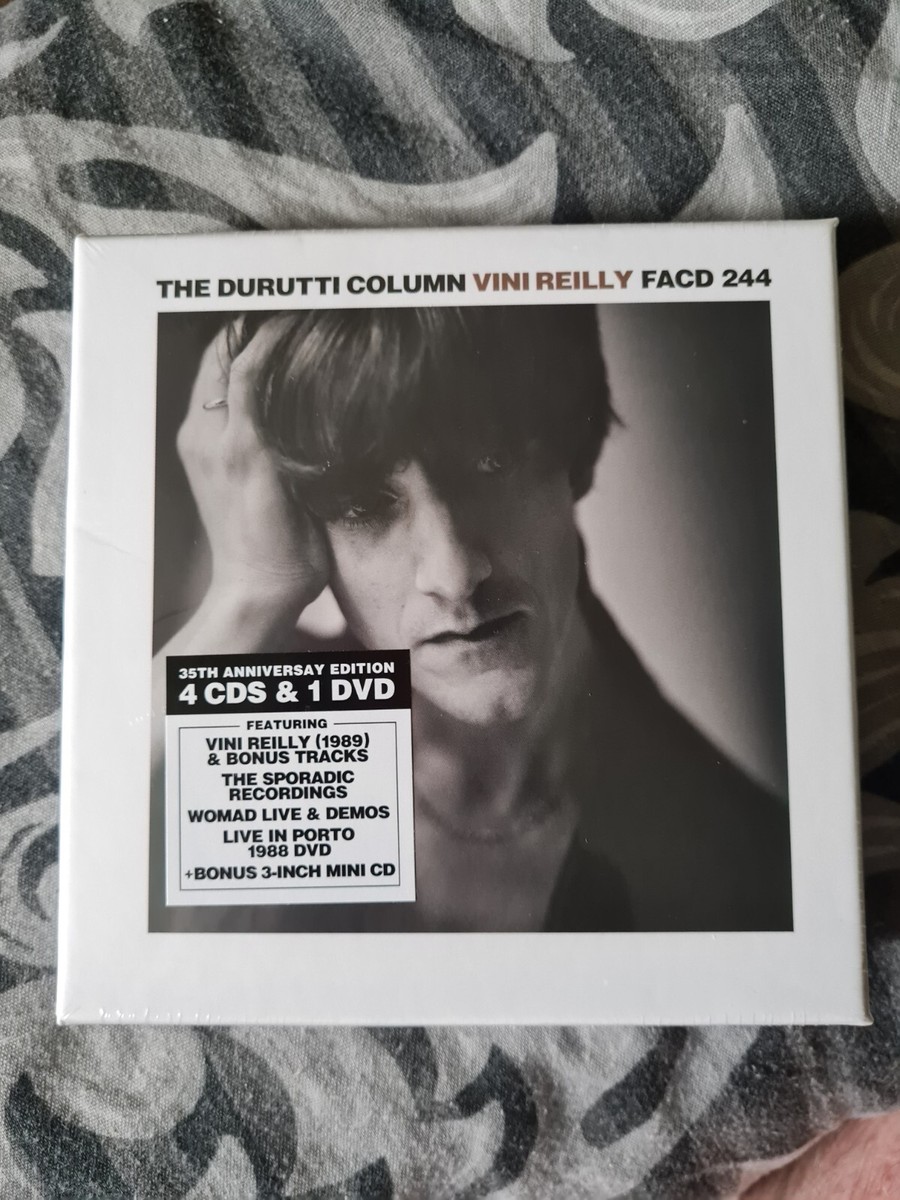 THE DURUTTI COLUMN VINI REILLY FACD 244
35TH ANNIVERSAY EDITION
4 CDS & 1 DVD
FEATURING
VINI REILLY (1989)
& BONUS TRACKS
THE SPORADIC
RECORDINGS
WOMAD LIVE & DEMOS
LIVE IN PORTO
1988 DVD
+BONUS 3-INCH MINI CD